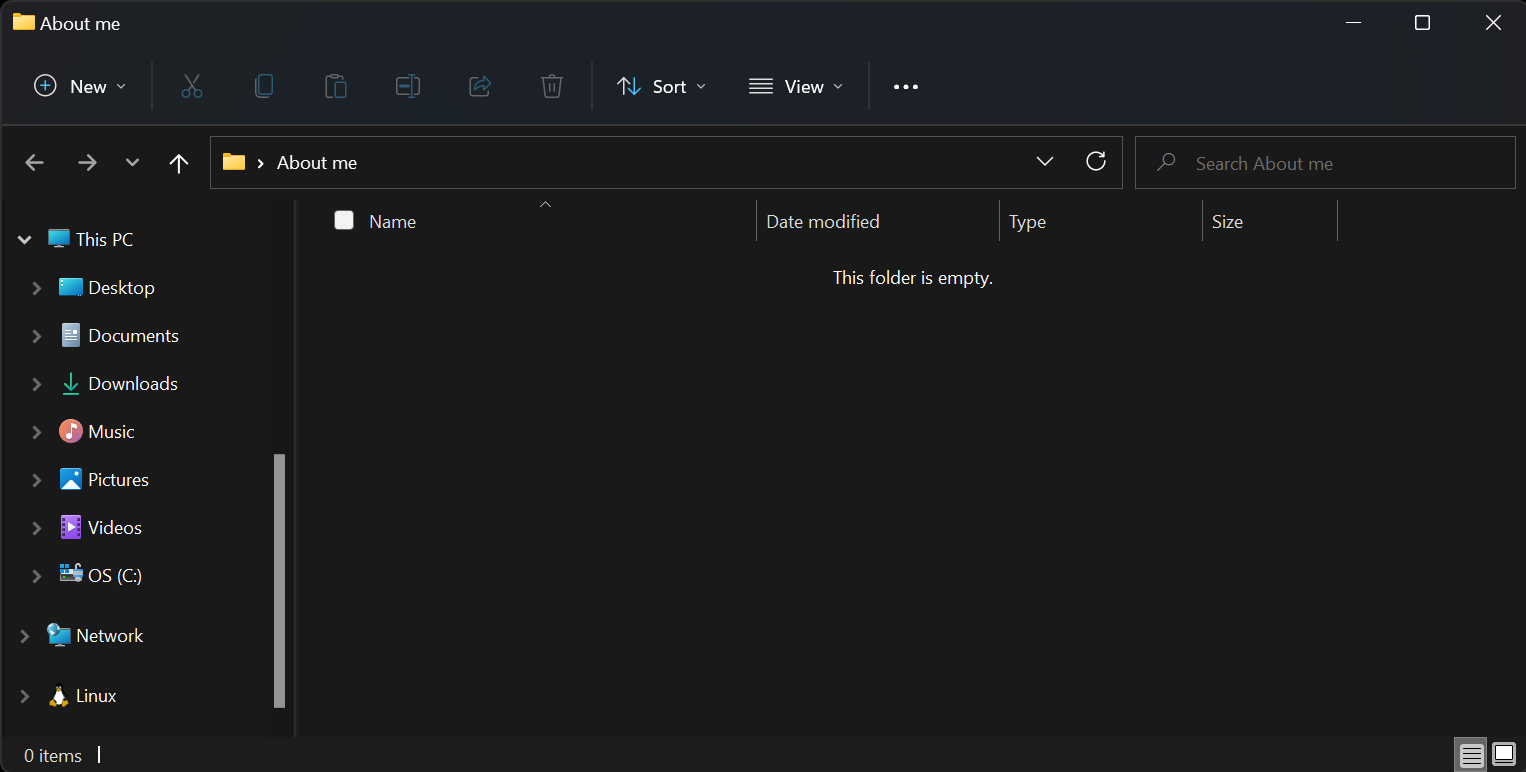 About me
New Sort View
About me Search About me
Name Date modified Type Size
This folder is empty.
This PC
Desktop
Documents
Downloads
Music
Pictures
Videos
OS (C:)
Network
Linux
0 items